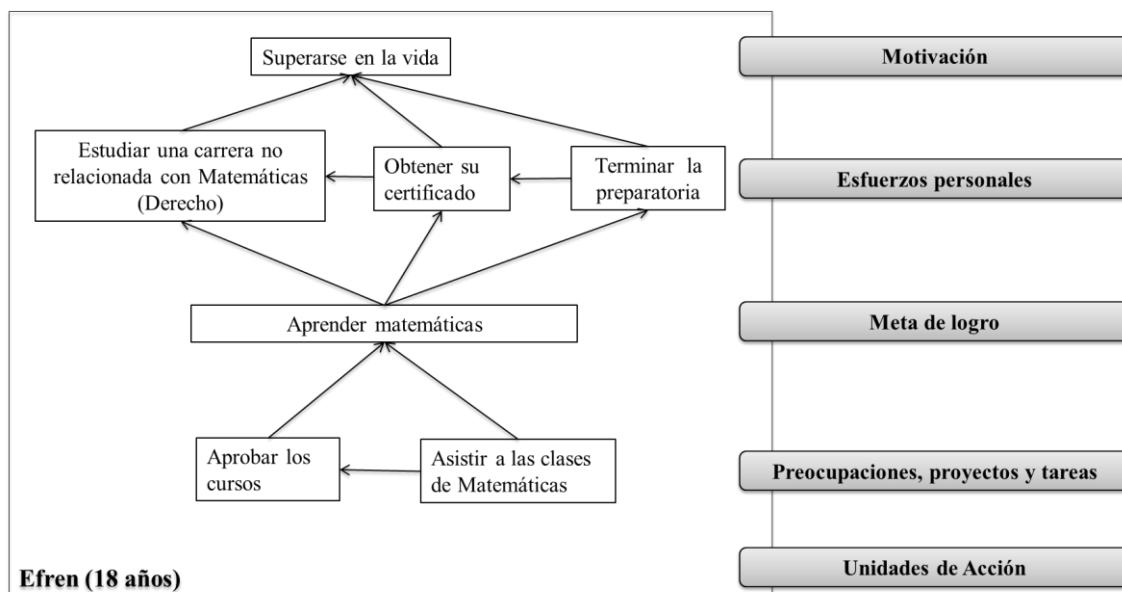 Superarse en la vida
Motivación
Estudiar una carrera no
relacionada con Matemáticas
(Derecho)
Obtener su
certificado
Terminar la
preparatoria
Esfuerzos personales
Aprender matemáticas
Meta de logro
Aprobar los
cursos
Asistir a las clases
de Matemáticas
Preocupaciones, proyectos y tareas
Efren (18 años)
Unidades de Acción